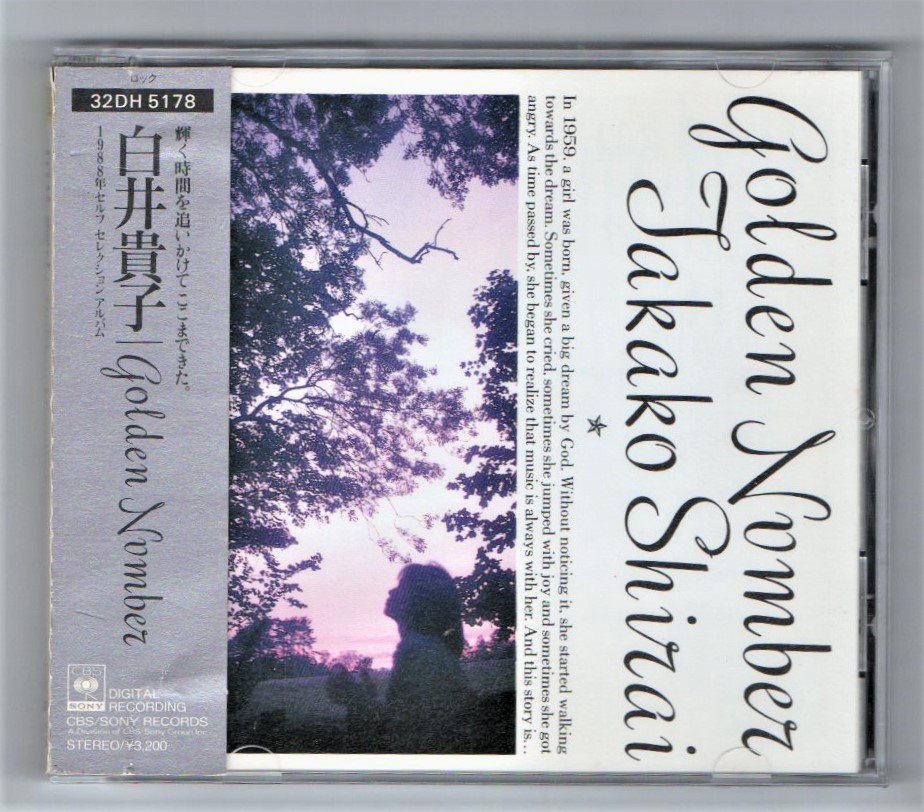 ロック
32DH 5178
輝く時間を追いかけて ここまできた。
白井貴子 | Golden Nomber
1988年セルフ セレクション アルバム
CBS
SONY
DIGITAL
RECORDING
CBS/SONY RECORDS
A Division of CBS/Sony Group Inc.
STEREO/¥3,200
Golden Nomber
Takako Shirai
In 1959, a girl was born, given a big dream by God. Without noticing it, she started walking
towards the dream. Sometimes she cried, sometimes she jumped with joy and sometimes she got
angry. As time passed by, she began to realize that music is always with her. And this story is...